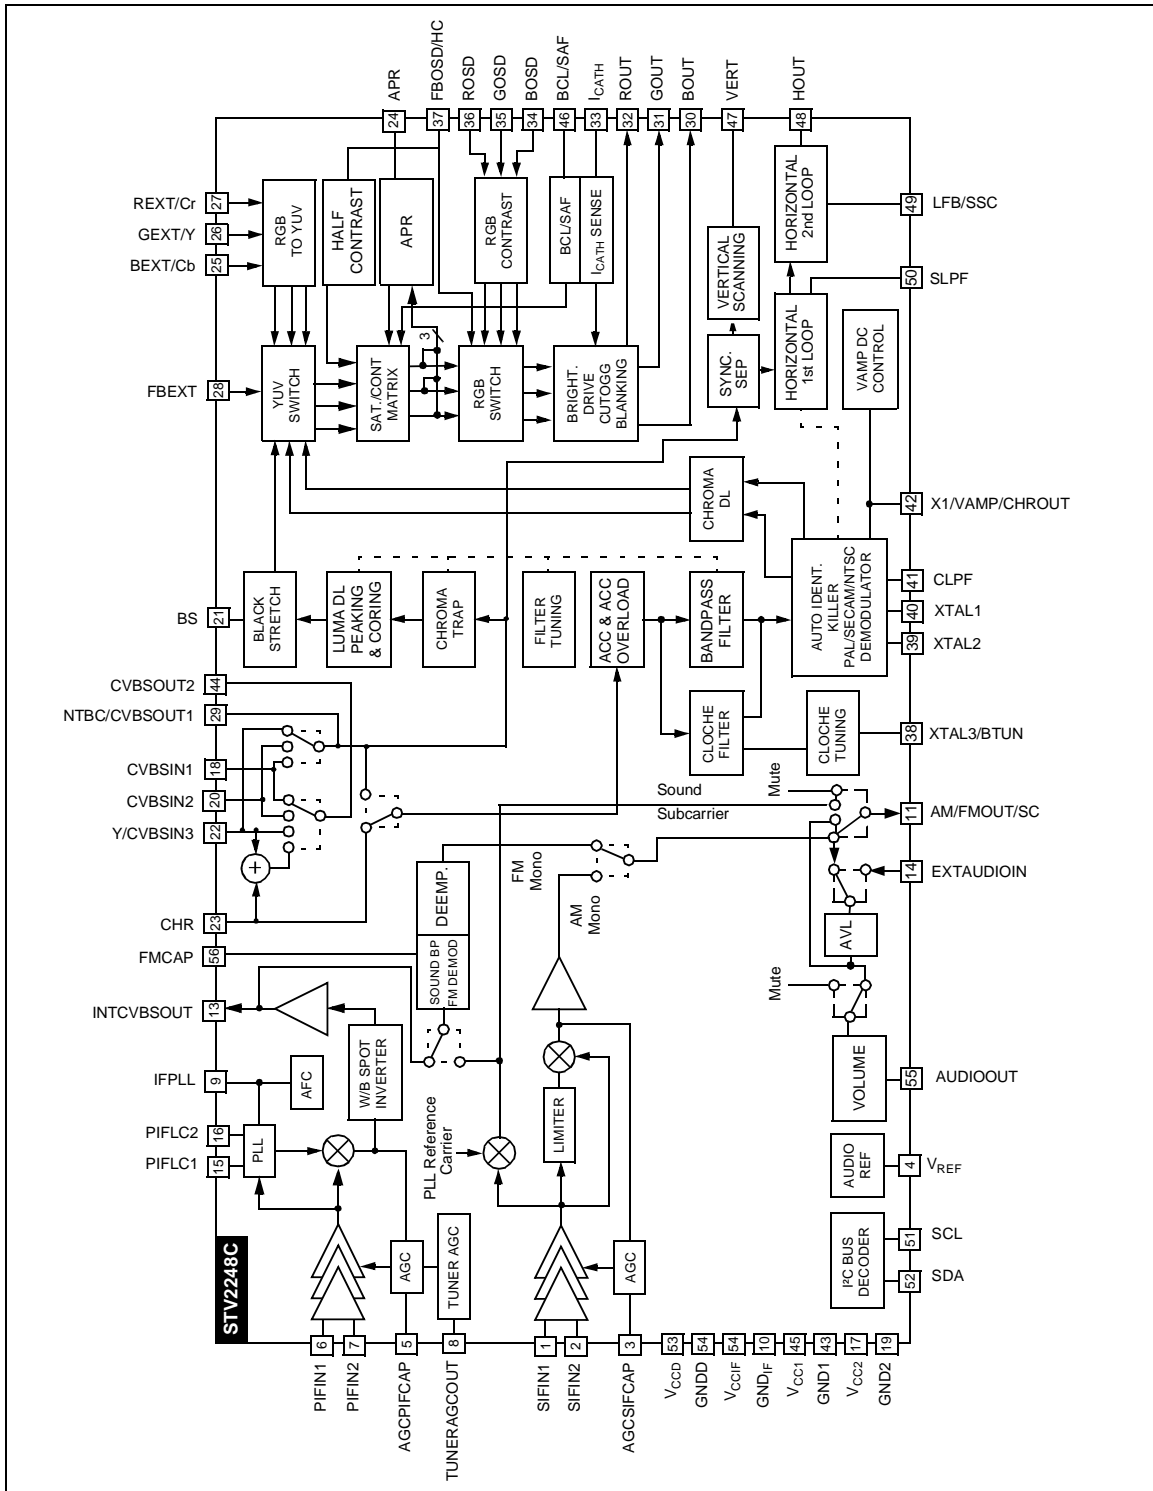 APR
FBOSD/HC
ROSD
GOSD
BOSD
BCL/SAF
ICATH
ROUT
GOUT
BOUT
VERT
HOUT
24
37
36
35
34
46
33
32
31
30
47
48
REXT/Cr
27
GEXT/Y
26
BEXT/Cb
25
RGB
TO YUV
HALF
CONTRAST
APR
RGB
CONTRAST
BCL/SAF
ICATH SENSE
VERTICAL
SCANNING
HORIZONTAL
2nd LOOP
49
LFB/SSC
50
SLPF
FBEXT
28
YUV
SWITCH
SAT./CONT
MATRIX
3
RGB
SWITCH
BRIGHT.
DRIVE
CUTOGG
BLANKING
SYNC.
SEP
HORIZONTAL
1st LOOP
VAMP DC
CONTROL
CHROMA
DL
42
X1/VAMP/CHROUT
BS
21
BLACK
STRETCH
LUMA DL
PEAKING
& CORING
CHROMA
TRAP
FILTER
TUNING
ACC & ACC
OVERLOAD
BANDPASS
FILTER
AUTO IDENT.
KILLER
PAL/SECAM/NTSC
DEMODULATOR
41
CLPF
40
XTAL1
39
XTAL2
CVBSOUT2
44
NTBC/CVBSOUT1
29
CLOCHE
FILTER
CLOCHE
TUNING
38
XTAL3/BTUN
CVBSIN1
18
CVBSIN2
20
Y/CVBSIN3
22
+
Sound
Subcarrier
Mute
11
AM/FMOUT/SC
CHR
23
DEEMP.
FM
Mono
AM
Mono
14
EXTAUDIOIN
AVL
FMCAP
56
SOUND BP
FM DEMOD
INTCVBSOUT
13
Mute
W/B SPOT
INVERTER
IFPLL
9
AFC
LIMITER
VOLUME
55
AUDIOOUT
PIFLC2
16
PIFLC1
15
PLL
PLL Reference
Carrier
AUDIO
REF
4
VREF
STV2248C
AGC
TUNER AGC
AGC
I²C BUS
DECODER
51
SCL
52
SDA
6
7
5
8
1
2
3
53
54
54
10
45
43
17
19
PIFIN1
PIFIN2
AGCPIFCAP
TUNERAGCOUT
SIFIN1
SIFIN2
AGCSIFCAP
VCCD
GNDD
VCCIF
GNDIF
VCC1
GND1
VCC2
GND2